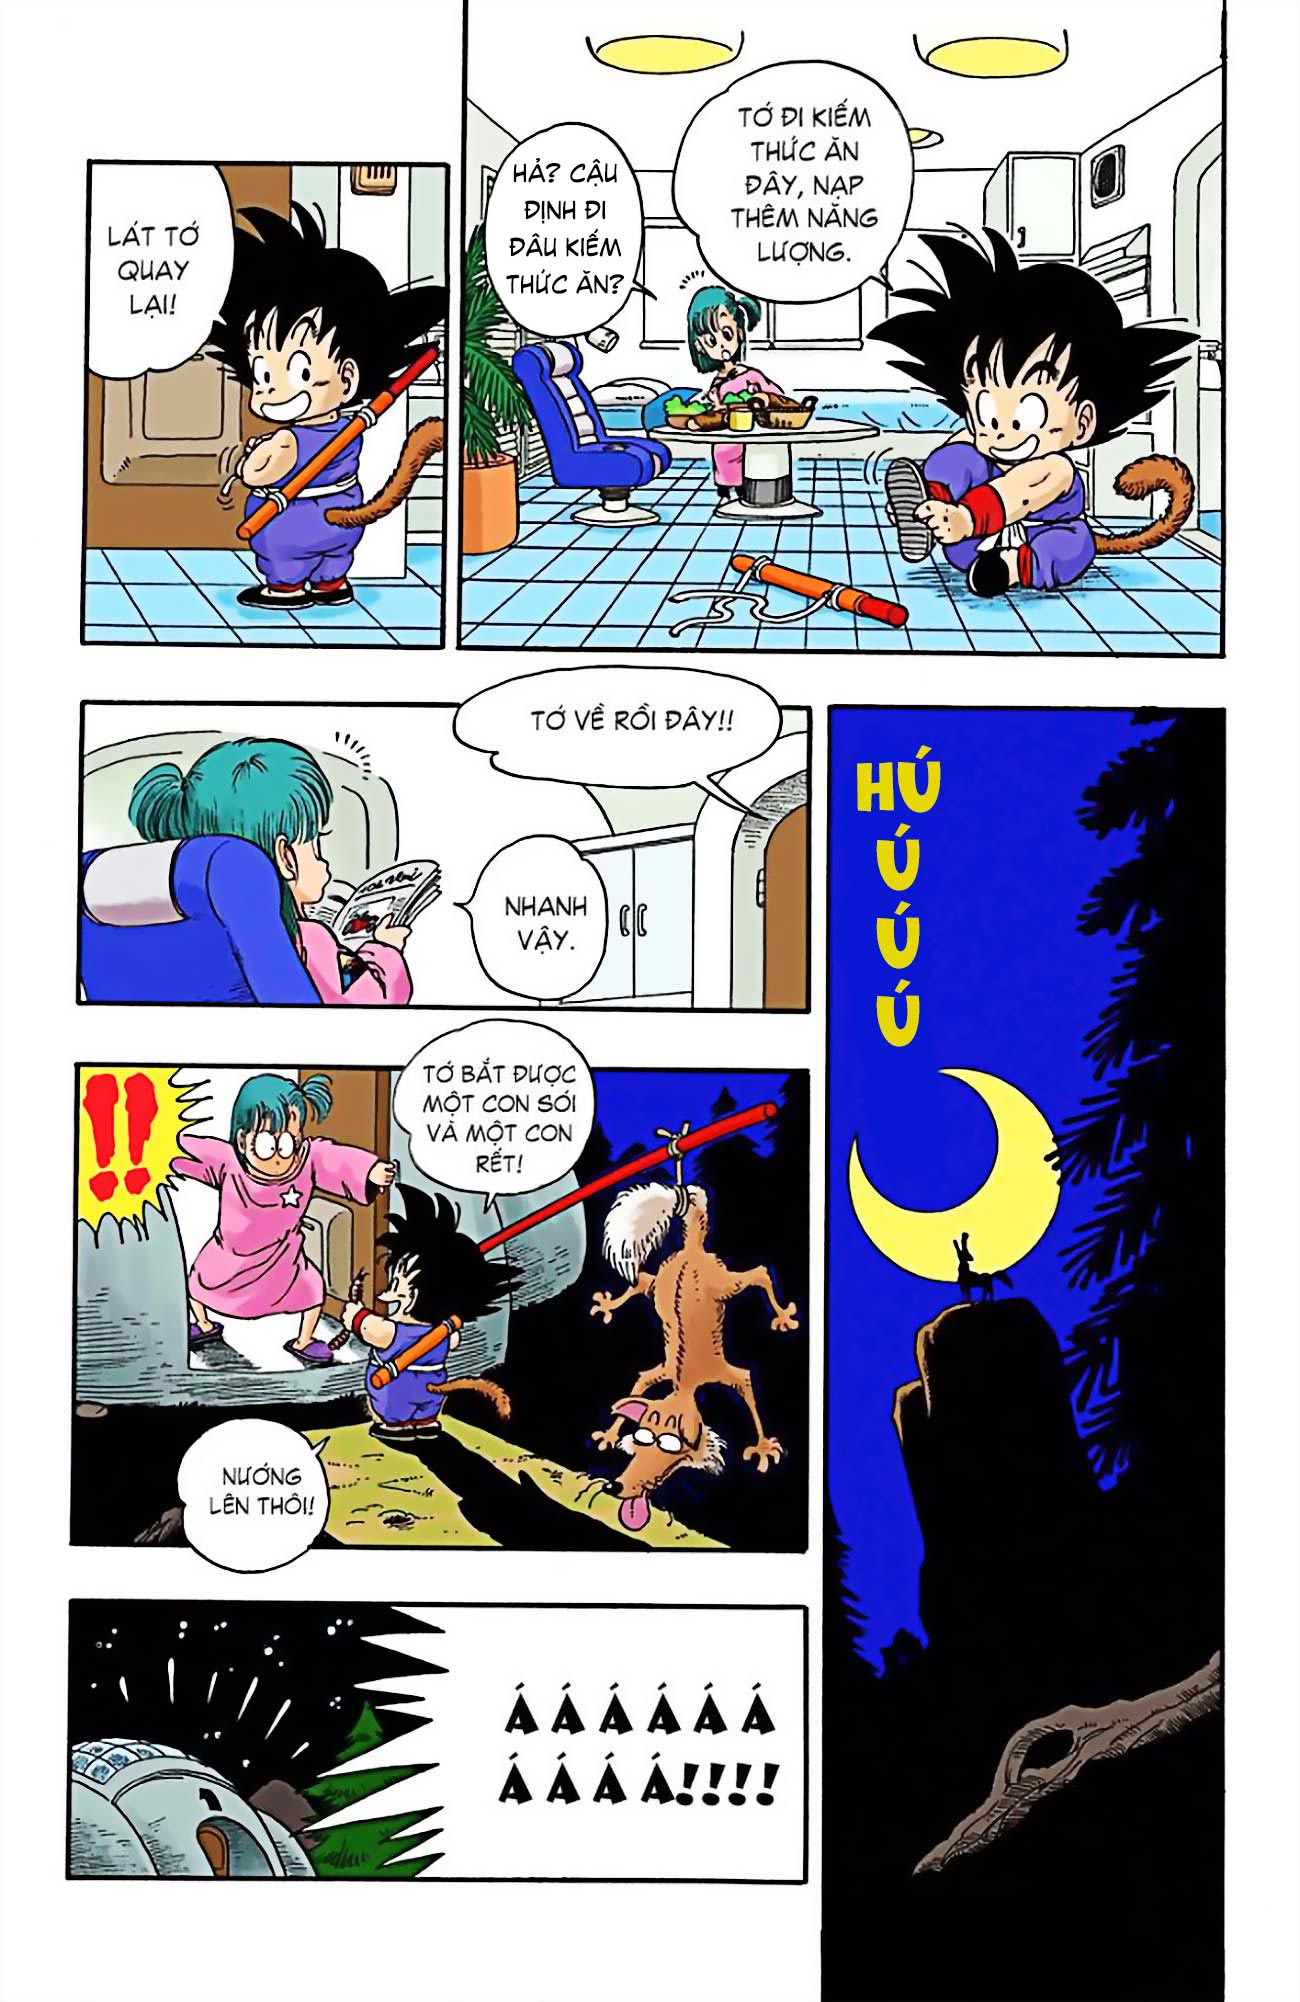 TỚ ĐI KIẾM
THỨC ĂN
ĐÂY, NẠP
THÊM NĂNG
LƯỢNG.
HẢ? CẬU
ĐỊNH ĐI
ĐÂU KIẾM
THỨC ĂN?
LÁT TỚ
QUAY
LẠI!
HÚ
Ú
Ú
Ú
TỚ VỀ RỒI ĐÂY!!
NHANH
VẬY.
!!
TỚ BẮT ĐƯỢC
MỘT CON SÓI
VÀ MỘT CON
RẾT!
NƯỚNG
LÊN THÔI!
Á Á Á Á Á Á
Á Á Á Á!!!!